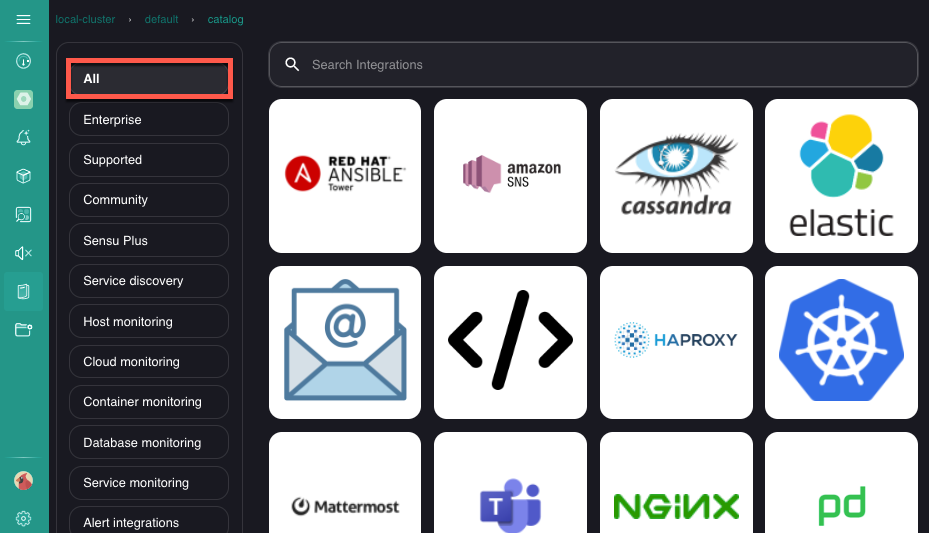 local-cluster › default › catalog
All
Enterprise
Supported
Community
Sensu Plus
Service discovery
Host monitoring
Cloud monitoring
Container monitoring
Database monitoring
Service monitoring
Alert integrations
Search Integrations
RED HAT®
ANSIBLE®
Tower
amazon
SNS
cassandra
elastic
@
</>
HAPROXY
Mattermost
T
NGINX
pd